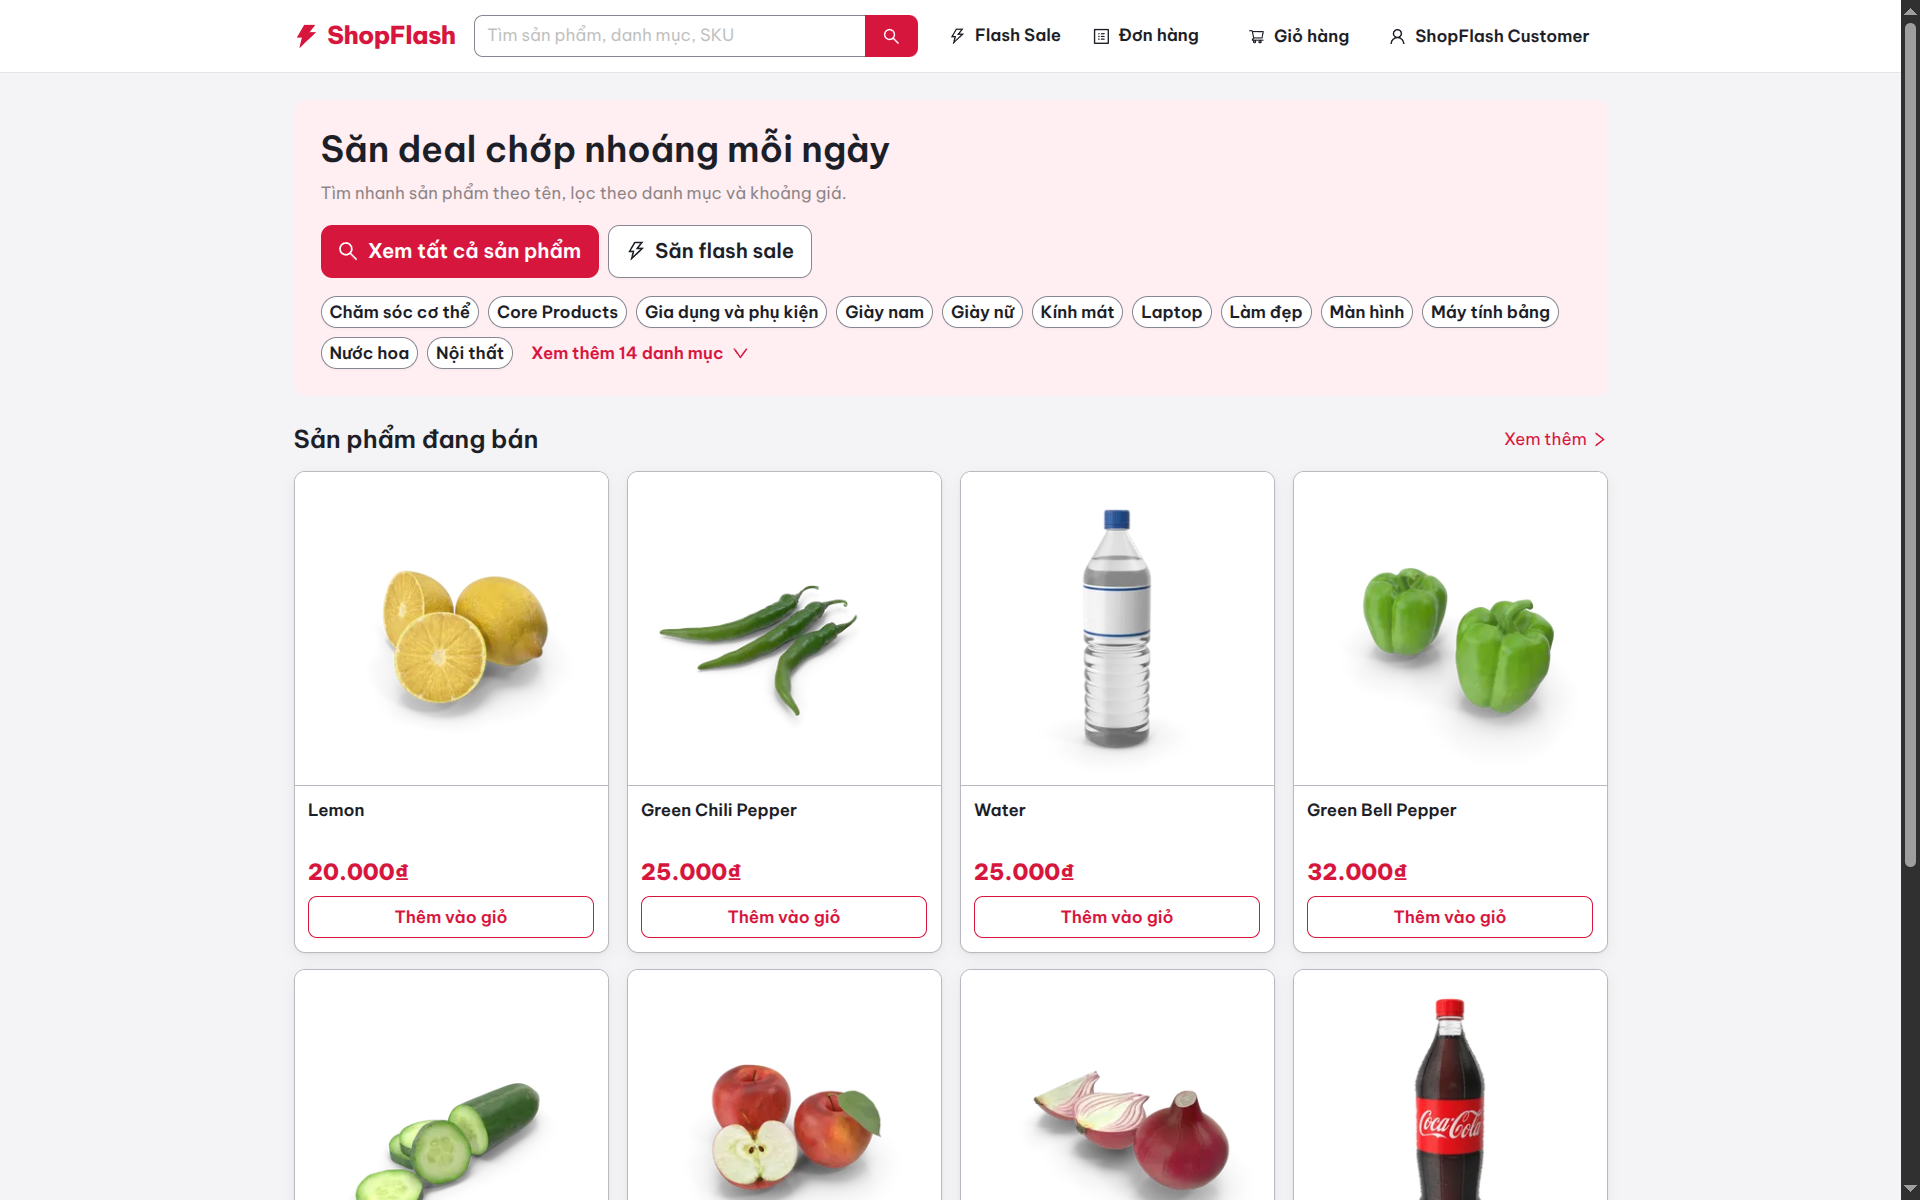 ShopFlash
Tìm sản phẩm, danh mục, SKU
Flash Sale
Đơn hàng
Giỏ hàng
ShopFlash Customer
Săn deal chớp nhoáng mỗi ngày
Tìm nhanh sản phẩm theo tên, lọc theo danh mục và khoảng giá.
Xem tất cả sản phẩm
Săn flash sale
Chăm sóc cơ thể
Core Products
Gia dụng và phụ kiện
Giày nam
Giày nữ
Kính mát
Laptop
Làm đẹp
Màn hình
Máy tính bảng
Nước hoa
Nội thất
Xem thêm 14 danh mục
Sản phẩm đang bán
Xem thêm
Lemon
20.000₫
Thêm vào giỏ
Green Chili Pepper
25.000₫
Thêm vào giỏ
Water
25.000₫
Thêm vào giỏ
Green Bell Pepper
32.000₫
Thêm vào giỏ
Coca-Cola